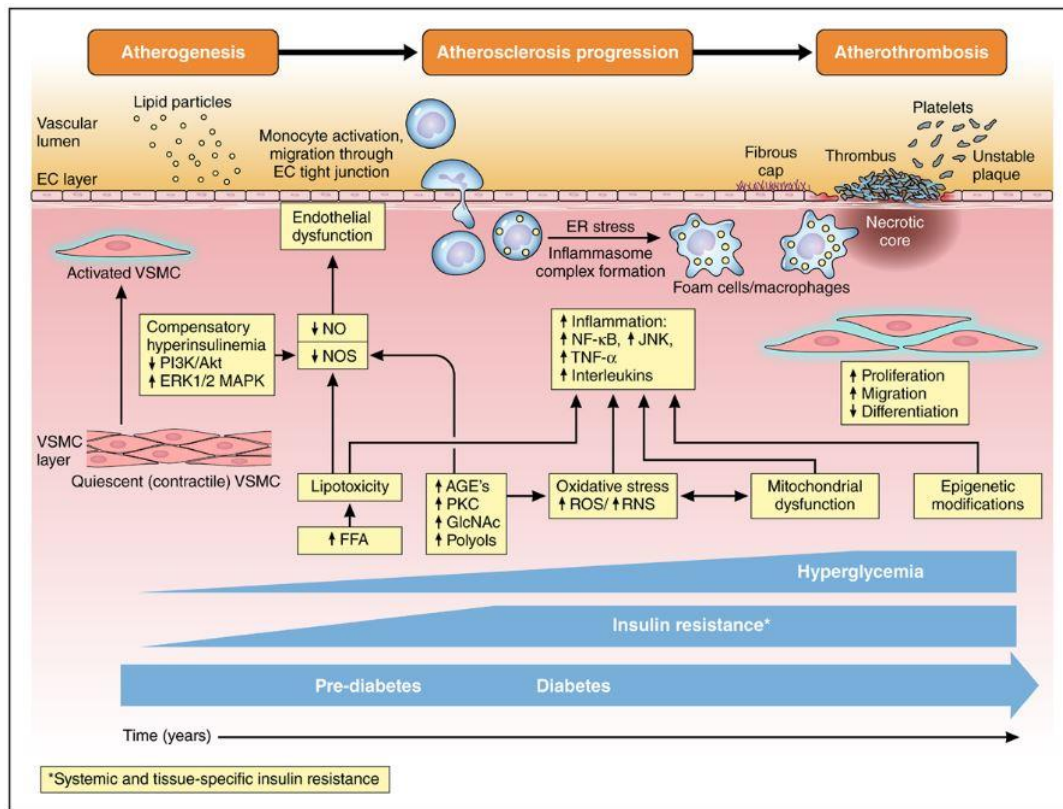 Atherogenesis
Atherosclerosis progression
Atherothrombosis
Lipid particles
Vascular
lumen
EC layer
Monocyte activation,
migration through
EC tight junction
Fibrous
cap
Thrombus
Platelets
Unstable
plaque
Endothelial
dysfunction
ER stress
Inflammasome
complex formation
Foam cells/macrophages
Necrotic
core
Activated VSMC
Compensatory
hyperinsulinemia
↓ PI3K/Akt
↑ ERK1/2 MAPK
↓ NO
↓ NOS
↑ Inflammation:
↑ NF-κB, ↑ JNK,
↑ TNF-α
↑ Interleukins
↑ Proliferation
↑ Migration
↓ Differentiation
VSMC
layer
Quiescent (contractile) VSMC
Lipotoxicity
↑ FFA
↑ AGE's
↑ PKC
↑ GlcNAc
↑ Polyols
Oxidative stress
↑ ROS/ ↑ RNS
Mitochondrial
dysfunction
Epigenetic
modifications
Hyperglycemia
Insulin resistance*
Pre-diabetes
Diabetes
Time (years)
*Systemic and tissue-specific insulin resistance